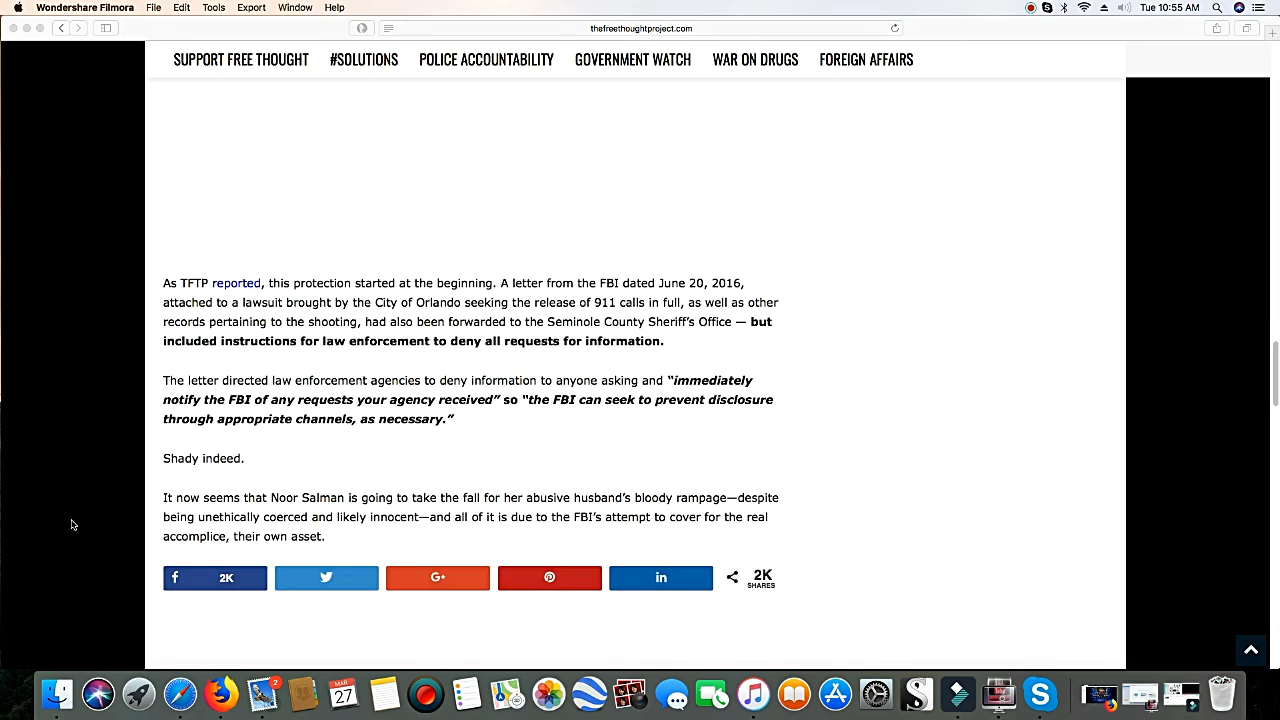 Wondershare Filmora File Edit Tools Export Window Help Tue 10:55 AM
thefreethoughtproject.com
SUPPORT FREE THOUGHT #SOLUTIONS POLICE ACCOUNTABILITY GOVERNMENT WATCH WAR ON DRUGS FOREIGN AFFAIRS
As TFTP reported, this protection started at the beginning. A letter from the FBI dated June 20, 2016,
attached to a lawsuit brought by the City of Orlando seeking the release of 911 calls in full, as well as other
records pertaining to the shooting, had also been forwarded to the Seminole County Sheriff's Office — but
included instructions for law enforcement to deny all requests for information.
The letter directed law enforcement agencies to deny information to anyone asking and “immediately
notify the FBI of any requests your agency received” so “the FBI can seek to prevent disclosure
through appropriate channels, as necessary.”
Shady indeed.
It now seems that Noor Salman is going to take the fall for her abusive husband's bloody rampage—despite
being unethically coerced and likely innocent—and all of it is due to the FBI's attempt to cover for the real
accomplice, their own asset.
2K G+ in 2K
SHARES
2
MAR
27